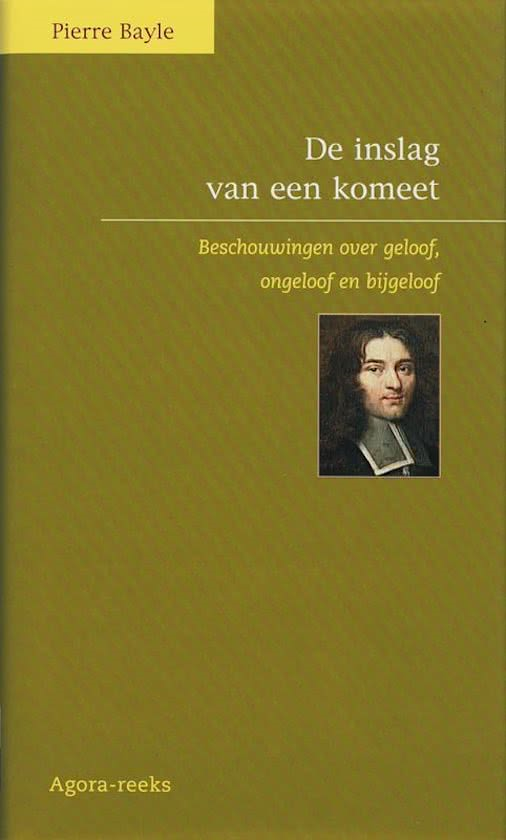 Pierre Bayle
De inslag
van een komeet
Beschouwingen over geloof,
ongeloof en bijgeloof
Agora-reeks